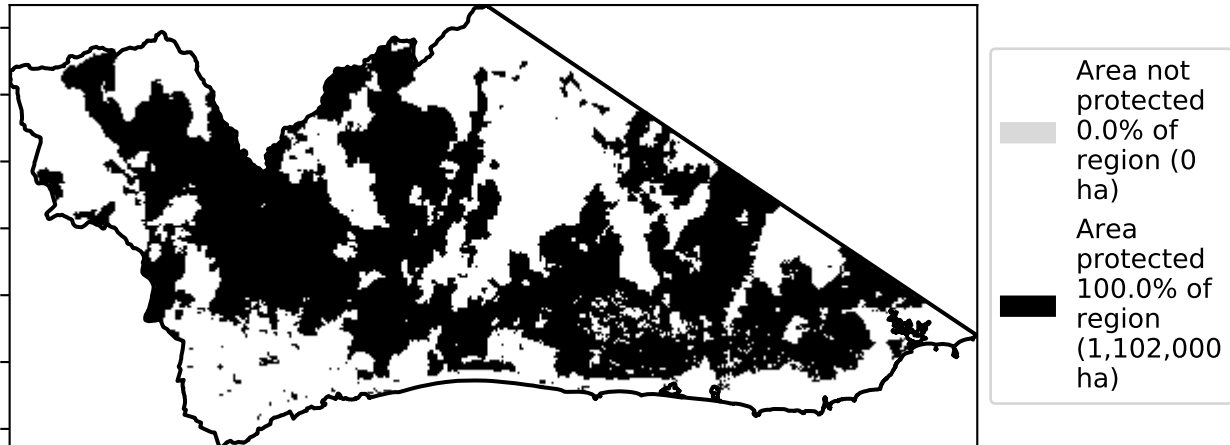 Area not
protected
0.0% of
region (0
ha)
Area
protected
100.0% of
region
(1,102,000
ha)